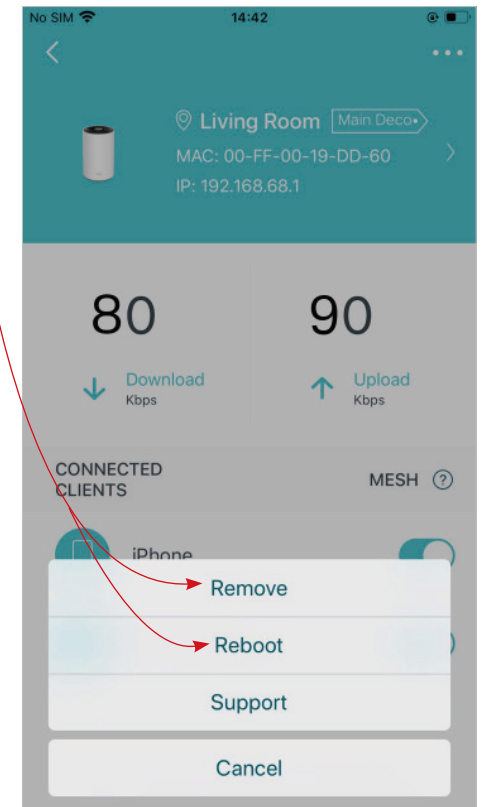 No SIM 14:42
Living Room Main Deco
MAC: 00-FF-00-19-DD-60
IP: 192.168.68.1
80 90
Download Upload
Kbps Kbps
CONNECTED
CLIENTS MESH ?
iPhone
Remove
Reboot
Support
Cancel